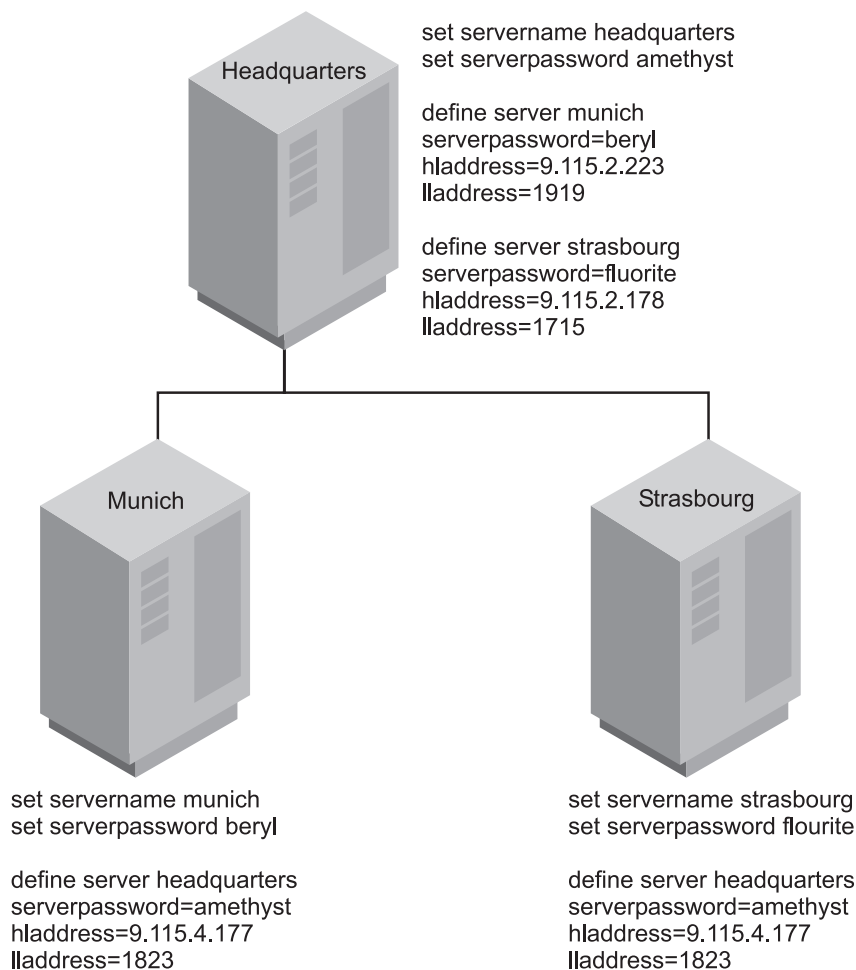 Headquarters
set servername headquarters
set serverpassword amethyst
define server munich
serverpassword=beryl
hladdress=9.115.2.223
lladdress=1919
define server strasbourg
serverpassword=fluorite
hladdress=9.115.2.178
lladdress=1715
Munich
set servername munich
set serverpassword beryl
define server headquarters
serverpassword=amethyst
hladdress=9.115.4.177
lladdress=1823
Strasbourg
set servername strasbourg
set serverpassword flourite
define server headquarters
serverpassword=amethyst
hladdress=9.115.4.177
lladdress=1823